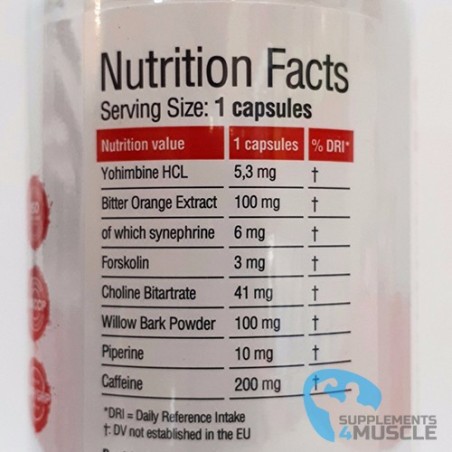 Nutrition Facts
Serving Size: 1 capsules
Nutrition value 1 capsules % DRI*
Yohimbine HCL 5,3 mg †
Bitter Orange Extract 100 mg †
of which synephrine 6 mg †
Forskolin 3 mg †
Choline Bitartrate 41 mg †
Willow Bark Powder 100 mg †
Piperine 10 mg †
Caffeine 200 mg †
*DRI = Daily Reference Intake
†: DV not established in the EU
SUPPLEMENTS
4MUSCLE